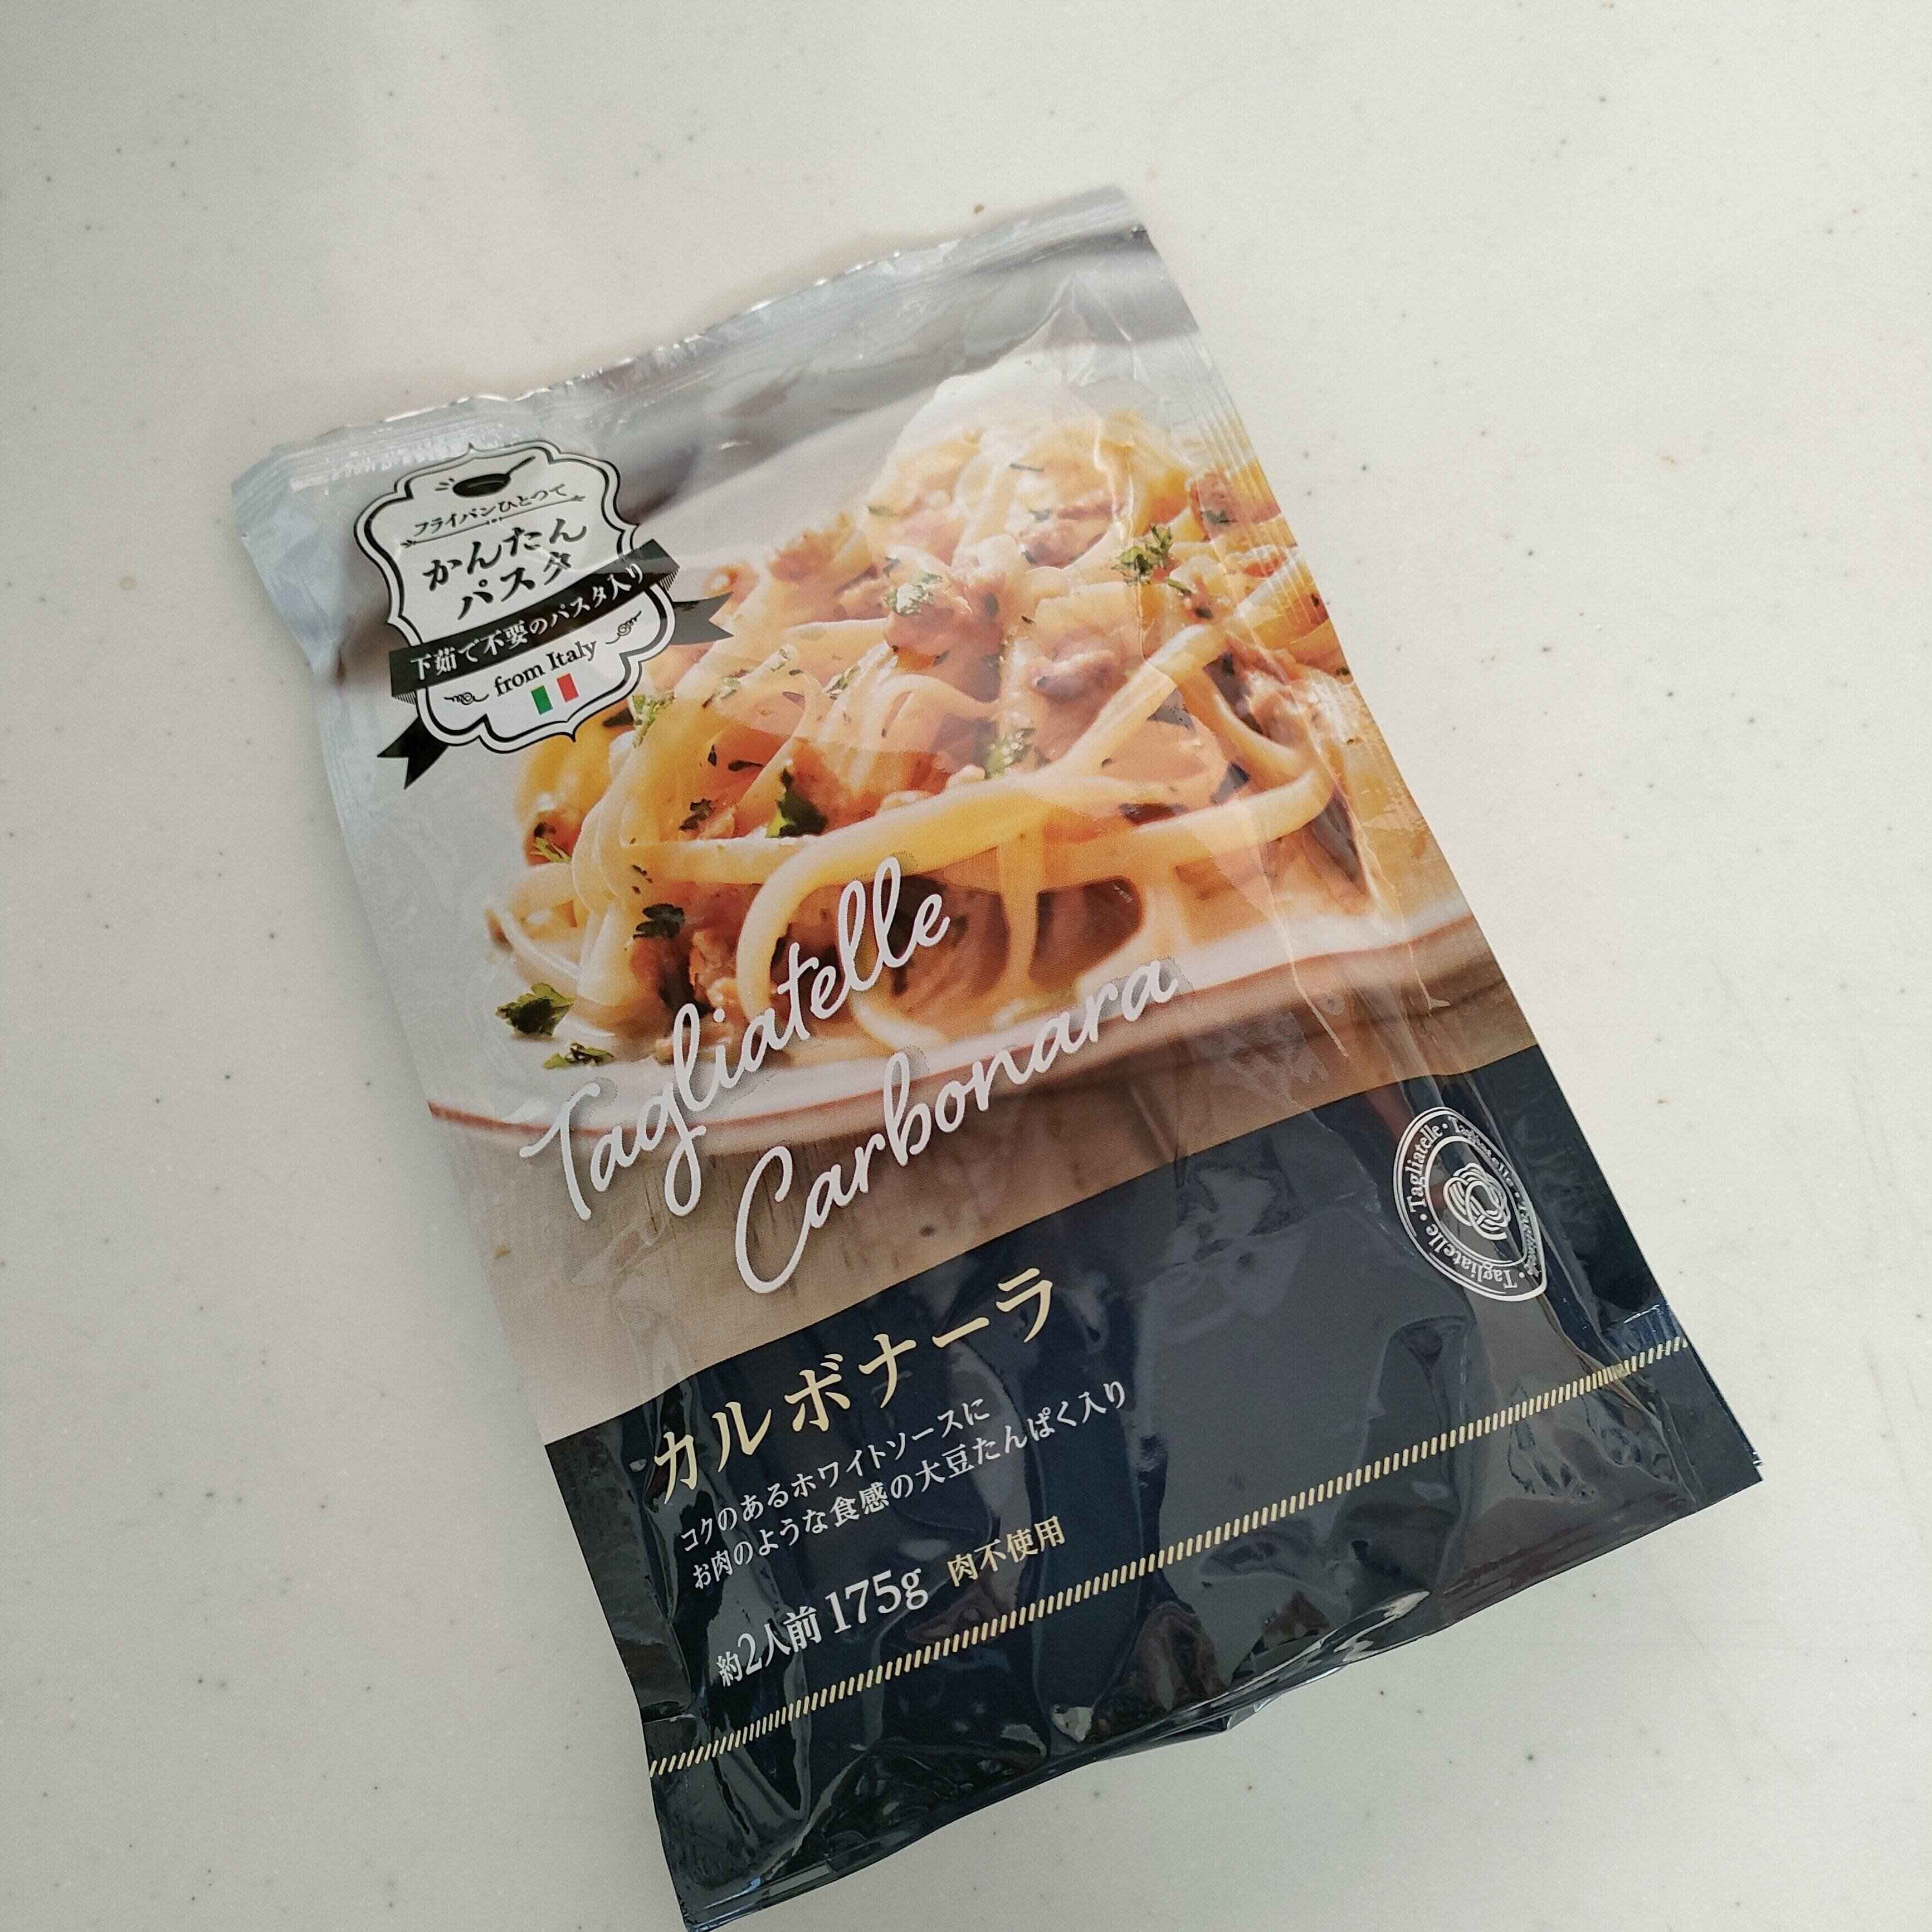 フライパンひとつで
かんたん
パスタ
下茹で不要のパスタ入り
from Italy
Tagliatelle
Carbonara
Tagliatelle • Tagliatelle • Tagliatelle •
カルボナーラ
コクのあるホワイトソースに
お肉のような食感の大豆たんぱく入り
約2人前 175g 肉不使用